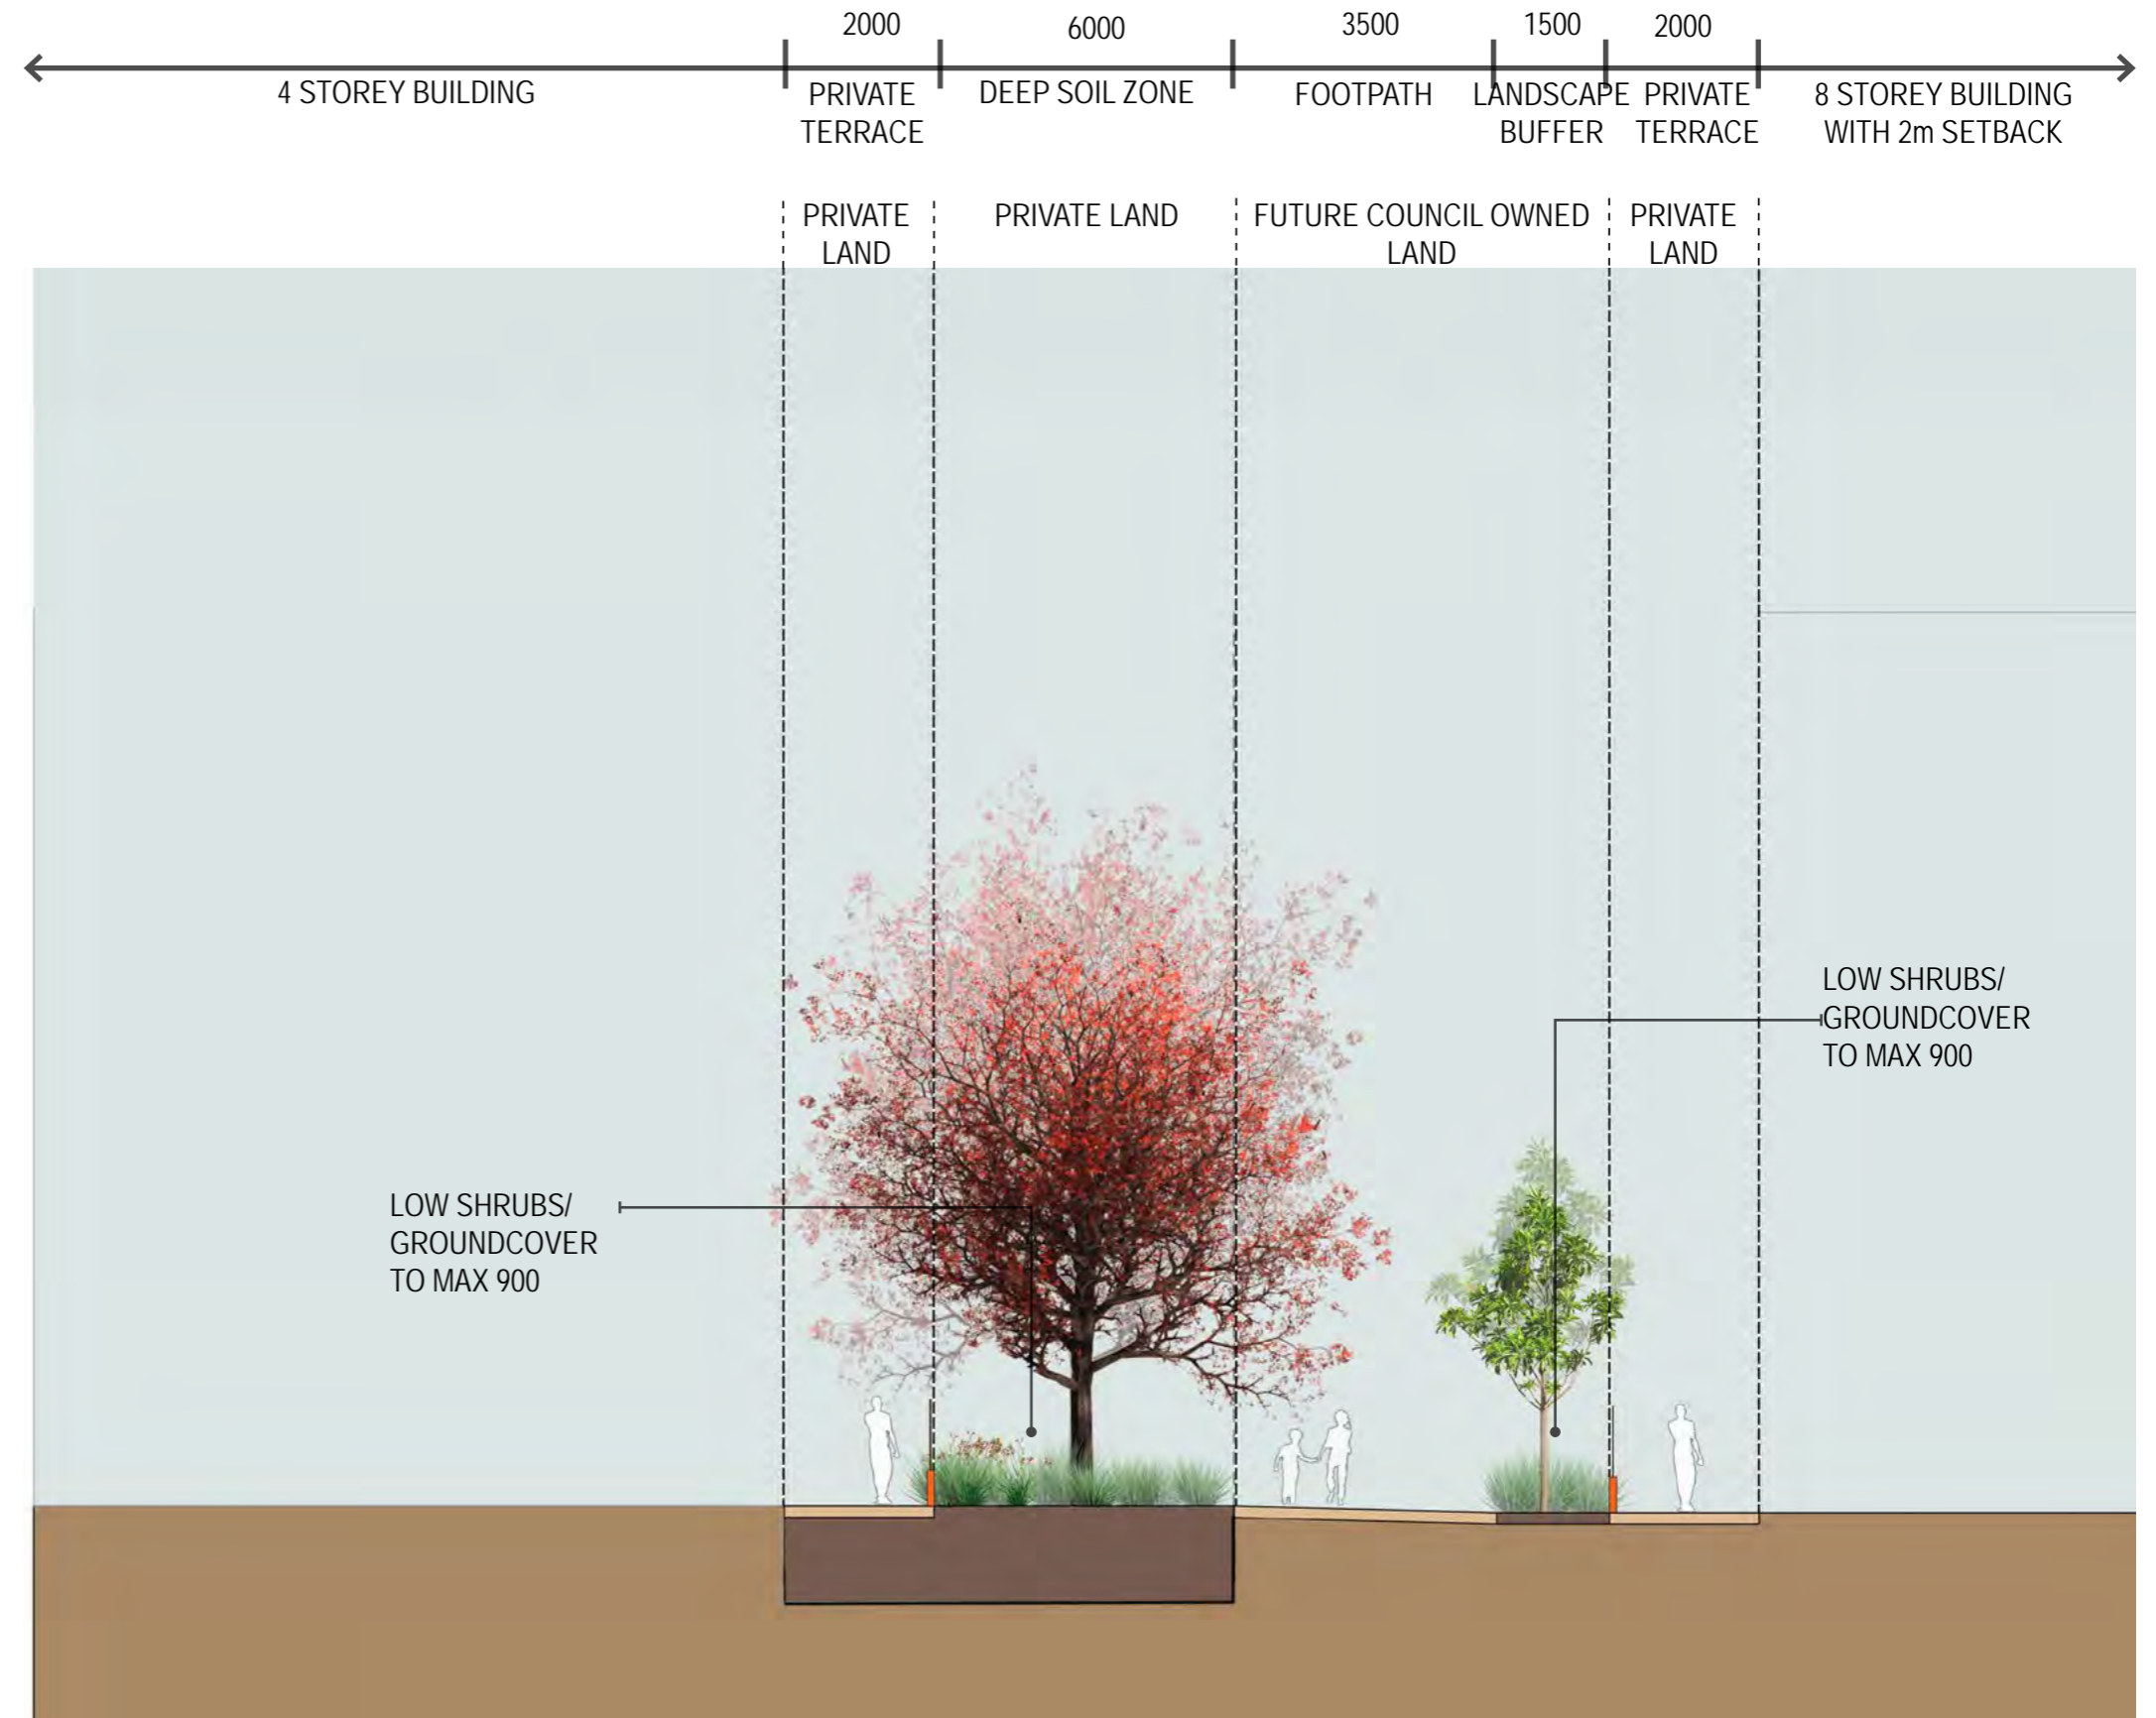 2000
6000
3500
1500
2000
4 STOREY BUILDING
PRIVATE
TERRACE
DEEP SOIL ZONE
FOOTPATH
LANDSCAPE
BUFFER
PRIVATE
TERRACE
8 STOREY BUILDING
WITH 2m SETBACK
PRIVATE
LAND
PRIVATE LAND
FUTURE COUNCIL OWNED
LAND
PRIVATE
LAND
LOW SHRUBS/
GROUNDCOVER
TO MAX 900
LOW SHRUBS/
GROUNDCOVER
TO MAX 900